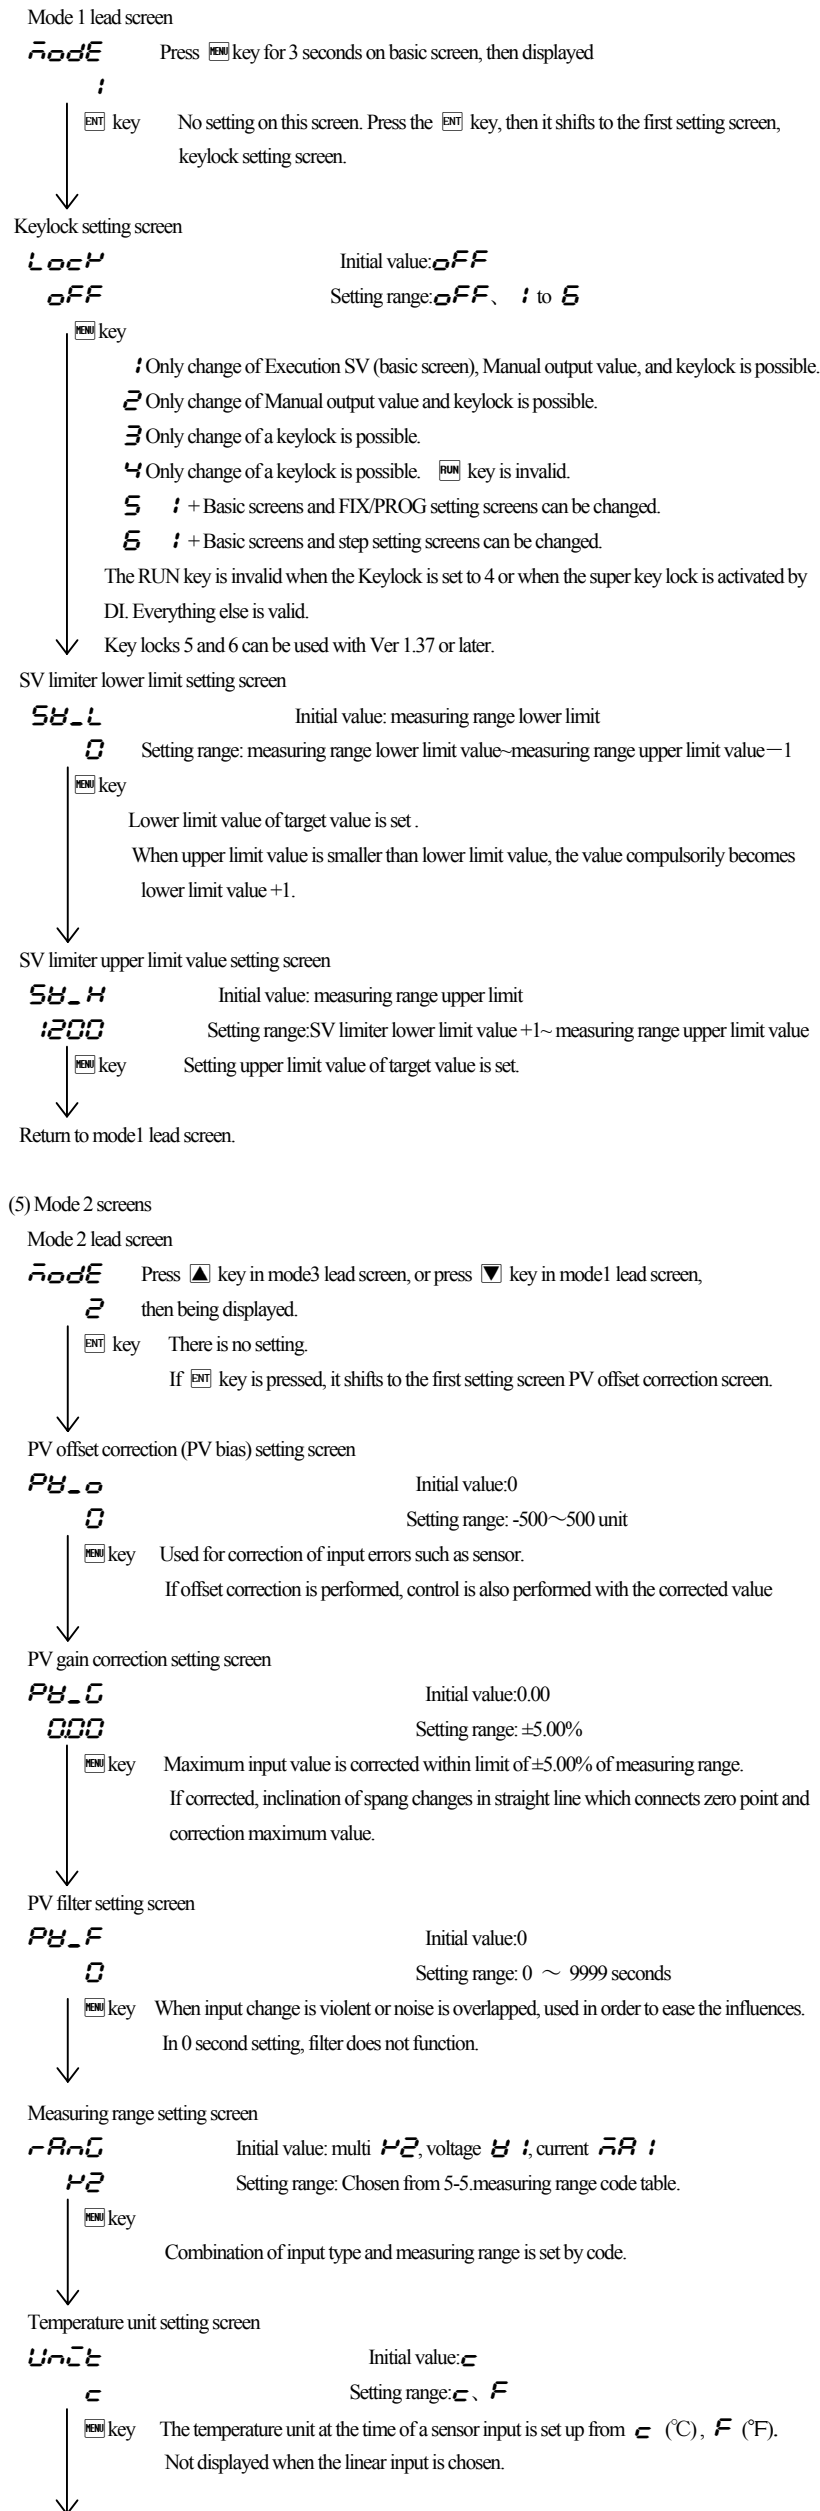 Mode 1 lead screen
modE Press MENU key for 3 seconds on basic screen, then displayed
1
ENT key No setting on this screen. Press the ENT key, then it shifts to the first setting screen,
keylock setting screen.
Keylock setting screen
LocK Initial value:oFF
oFF Setting range:oFF、 1 to 6
MENU key
1 Only change of Execution SV (basic screen), Manual output value, and keylock is possible.
2 Only change of Manual output value and keylock is possible.
3 Only change of a keylock is possible.
4 Only change of a keylock is possible. RUN key is invalid.
5 1 + Basic screens and FIX/PROG setting screens can be changed.
6 1 + Basic screens and step setting screens can be changed.
The RUN key is invalid when the Keylock is set to 4 or when the super key lock is activated by
DI. Everything else is valid.
Key locks 5 and 6 can be used with Ver 1.37 or later.
SV limiter lower limit setting screen
SV_L Initial value: measuring range lower limit
0 Setting range: measuring range lower limit value~measuring range upper limit value－1
MENU key
Lower limit value of target value is set .
When upper limit value is smaller than lower limit value, the value compulsorily becomes
lower limit value +1.
SV limiter upper limit value setting screen
SV_H Initial value: measuring range upper limit
1200 Setting range:SV limiter lower limit value +1~ measuring range upper limit value
MENU key Setting upper limit value of target value is set.
Return to mode1 lead screen.
(5) Mode 2 screens
Mode 2 lead screen
modE Press ▲ key in mode3 lead screen, or press ▼ key in mode1 lead screen,
2 then being displayed.
ENT key There is no setting.
If ENT key is pressed, it shifts to the first setting screen PV offset correction screen.
PV offset correction (PV bias) setting screen
PV_o Initial value:0
0 Setting range: -500～500 unit
MENU key Used for correction of input errors such as sensor.
If offset correction is performed, control is also performed with the corrected value
PV gain correction setting screen
PV_G Initial value:0.00
0.00 Setting range: ±5.00%
MENU key Maximum input value is corrected within limit of ±5.00% of measuring range.
If corrected, inclination of spang changes in straight line which connects zero point and
correction maximum value.
PV filter setting screen
PV_F Initial value:0
0 Setting range: 0 ～ 9999 seconds
MENU key When input change is violent or noise is overlapped, used in order to ease the influences.
In 0 second setting, filter does not function.
Measuring range setting screen
rAnG Initial value: multi K2, voltage V 1, current mA 1
K2 Setting range: Chosen from 5-5.measuring range code table.
MENU key
Combination of input type and measuring range is set by code.
Temperature unit setting screen
Unit Initial value:c
c Setting range:c、F
MENU key The temperature unit at the time of a sensor input is set up from c (℃), F (℉).
Not displayed when the linear input is chosen.